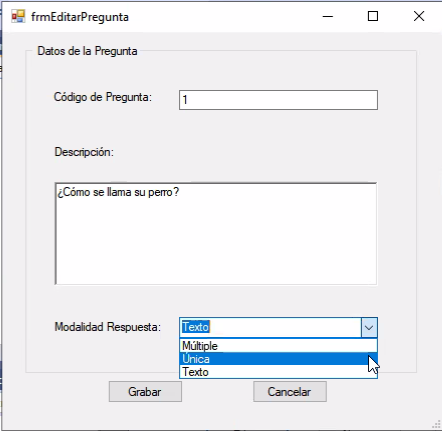 frmEditarPregunta
Datos de la Pregunta
Código de Pregunta: 1
Descripción:
¿Cómo se llama su perro?
Modalidad Respuesta: Texto
Múltiple
Única
Texto
Grabar Cancelar